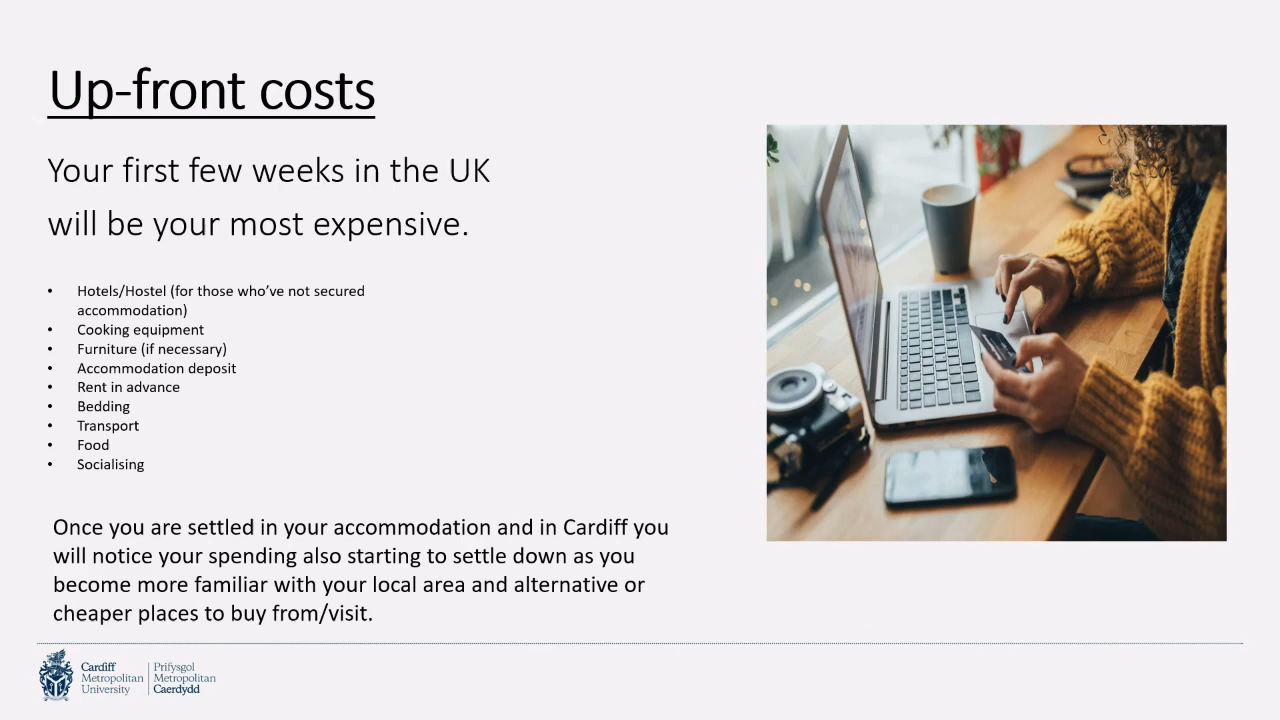 Up-front costs
Your first few weeks in the UK
will be your most expensive.
• Hotels/Hostel (for those who’ve not secured
accommodation)
• Cooking equipment
• Furniture (if necessary)
• Accommodation deposit
• Rent in advance
• Bedding
• Transport
• Food
• Socialising
Once you are settled in your accommodation and in Cardiff you
will notice your spending also starting to settle down as you
become more familiar with your local area and alternative or
cheaper places to buy from/visit.
Cardiff
Metropolitan
University
Prifysgol
Metropolitan
Caerdydd